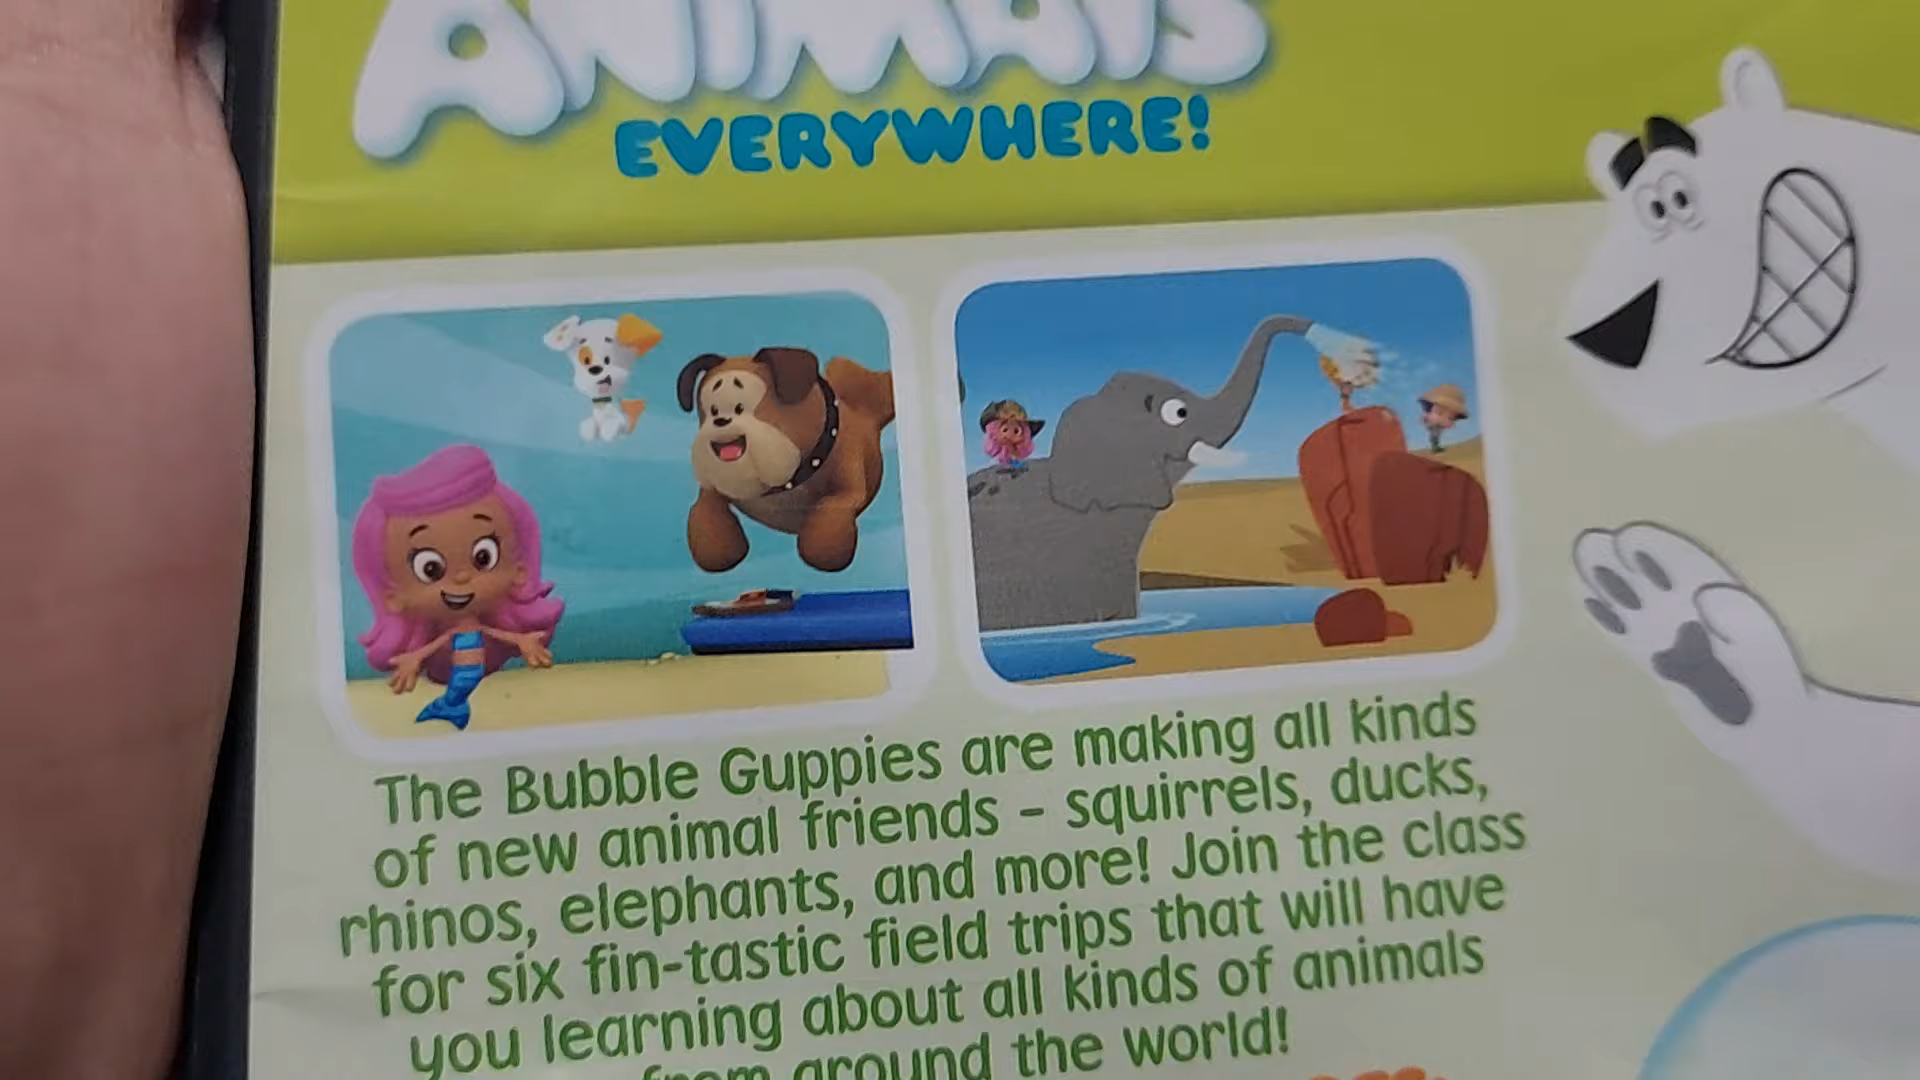 ANIMALS
EVERYWHERE!
The Bubble Guppies are making all kinds
of new animal friends – squirrels, ducks,
rhinos, elephants, and more! Join the class
for six fin-tastic field trips that will have
you learning about all kinds of animals
from around the world!